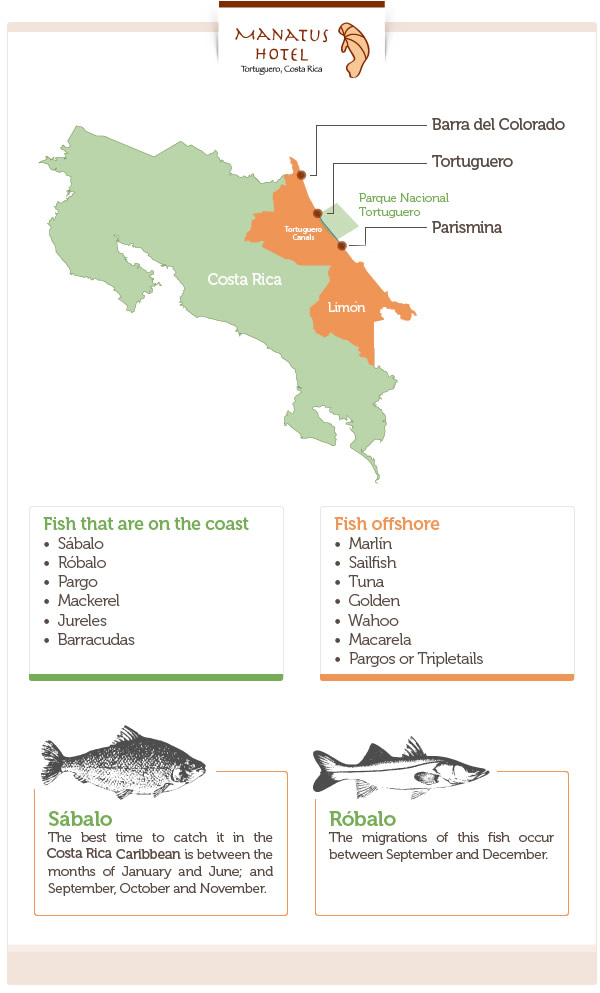 MANATUS
HOTEL
Tortuguero, Costa Rica
Barra del Colorado
Tortuguero
Parque Nacional
Tortuguero
Parismina
Tortuguero
Canals
Costa Rica
Limón
Fish that are on the coast
• Sábalo
• Róbalo
• Pargo
• Mackerel
• Jureles
• Barracudas
Fish offshore
• Marlín
• Sailfish
• Tuna
• Golden
• Wahoo
• Macarela
• Pargos or Tripletails
Sábalo
The best time to catch it in the
Costa Rica Caribbean is between the
months of January and June; and
September, October and November.
Róbalo
The migrations of this fish occur
between September and December.